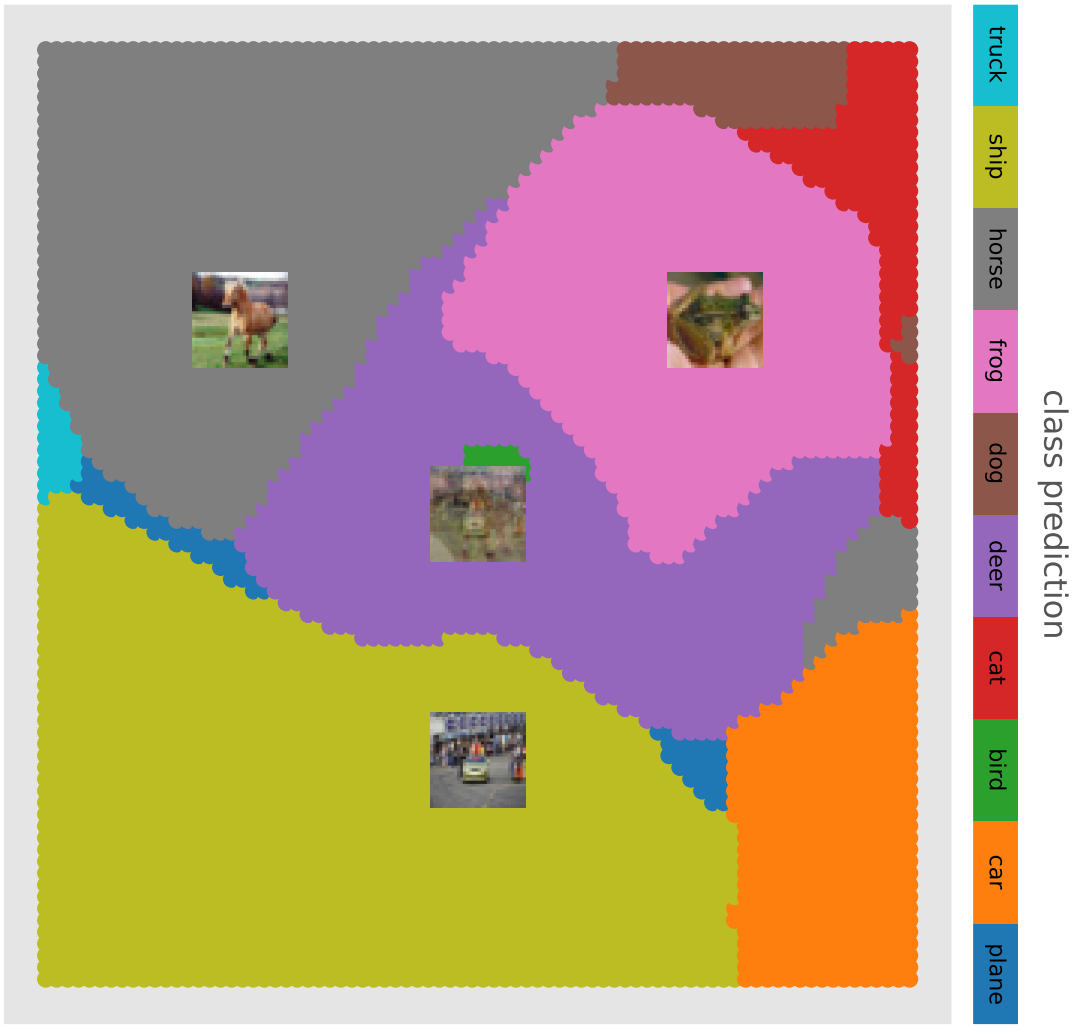 truck
ship
horse
frog
dog
deer
cat
bird
car
plane
class prediction